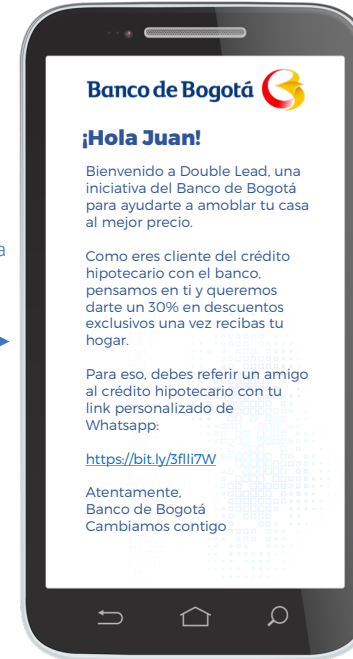 Banco de Bogotá
¡Hola Juan!
Bienvenido a Double Lead, una
iniciativa del Banco de Bogotá
para ayudarte a amoblar tu casa
al mejor precio.
Como eres cliente del crédito
hipotecario con el banco,
pensamos en ti y queremos
darte un 30% en descuentos
exclusivos una vez recibas tu
hogar.
Para eso, debes referir un amigo
al crédito hipotecario con tu
link personalizado de
Whatsapp:
https://bit.ly/3flli7W
Atentamente,
Banco de Bogotá
Cambiamos contigo